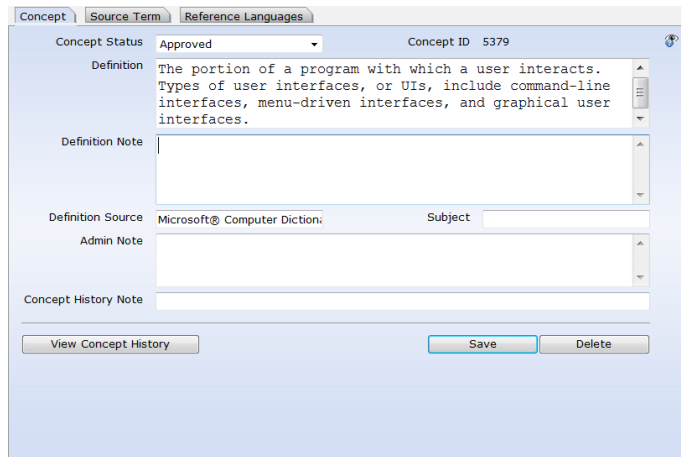 Concept Source Term Reference Languages
Concept Status Approved Concept ID 5379
Definition The portion of a program with which a user interacts.
Types of user interfaces, or UIs, include command-line
interfaces, menu-driven interfaces, and graphical user
interfaces.
Definition Note
Definition Source Microsoft® Computer Subject
Admin Note
Concept History Note
View Concept History Save Delete